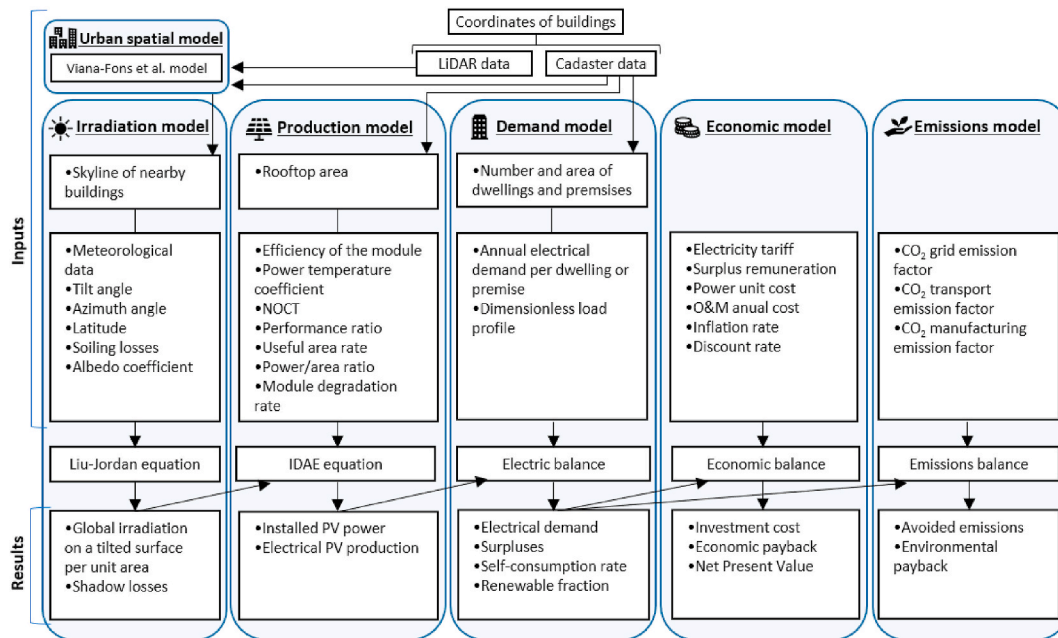 Coordinates of buildings
Urban spatial model
Viana-Fons et al. model
LiDAR data
Cadaster data
Inputs
Results
Irradiation model
•Skyline of nearby
buildings
•Meteorological
data
•Tilt angle
•Azimuth angle
•Latitude
•Soiling losses
•Albedo coefficient
Liu-Jordan equation
•Global irradiation
on a tilted surface
per unit area
•Shadow losses
Production model
•Rooftop area
•Efficiency of the module
•Power temperature
coefficient
•NOCT
•Performance ratio
•Useful area rate
•Power/area ratio
•Module degradation
rate
IDAE equation
•Installed PV power
•Electrical PV production
Demand model
•Number and area of
dwellings and premsises
•Annual electrical
demand per dwelling or
premise
•Dimensionless load
profile
Electric balance
•Electrical demand
•Surpluses
•Self-consumption rate
•Renewable fraction
Economic model
•Electricity tariff
•Surplus remuneration
•Power unit cost
•O&M anual cost
•Inflation rate
•Discount rate
Economic balance
•Investment cost
•Economic payback
•Net Present Value
Emissions model
•CO₂ grid emission
factor
•CO₂ transport
emission factor
•CO₂ manufacturing
emission factor
Emissions balance
•Avoided emissions
•Environmental
payback